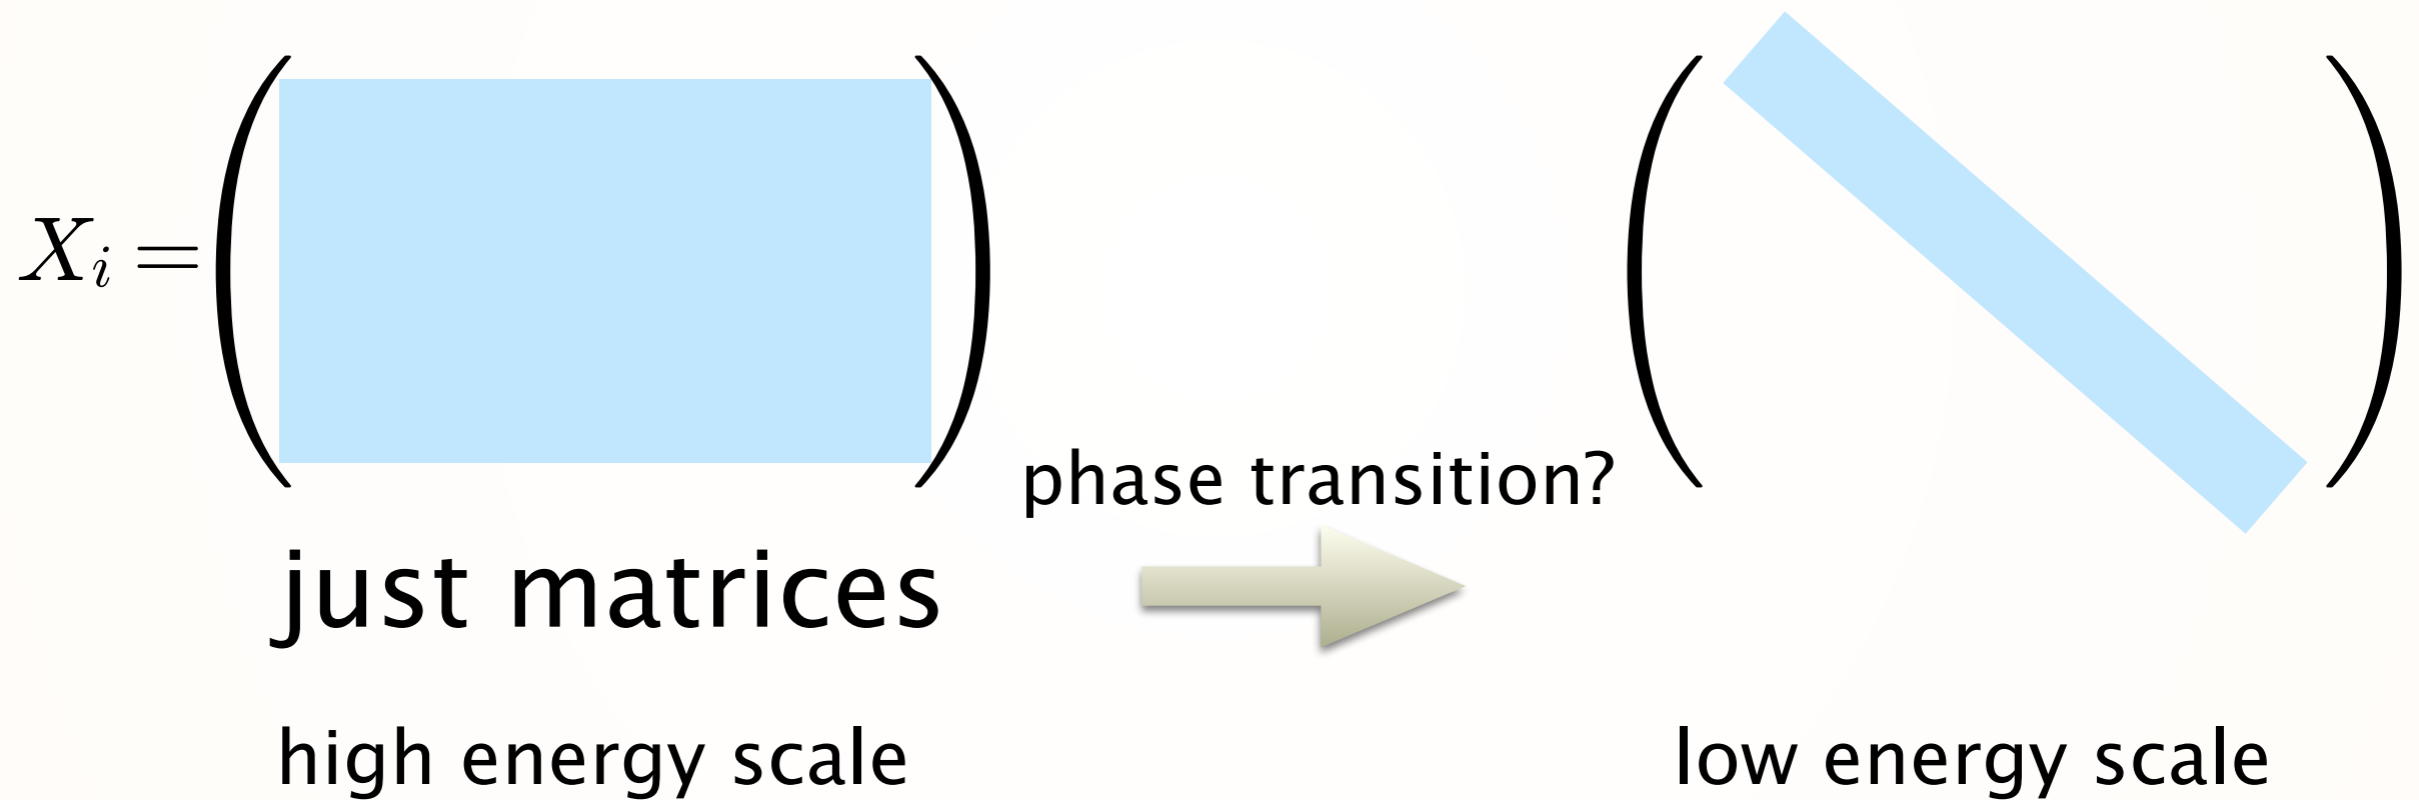 X_i = ( )
( )
phase transition?
just matrices
high energy scale
low energy scale